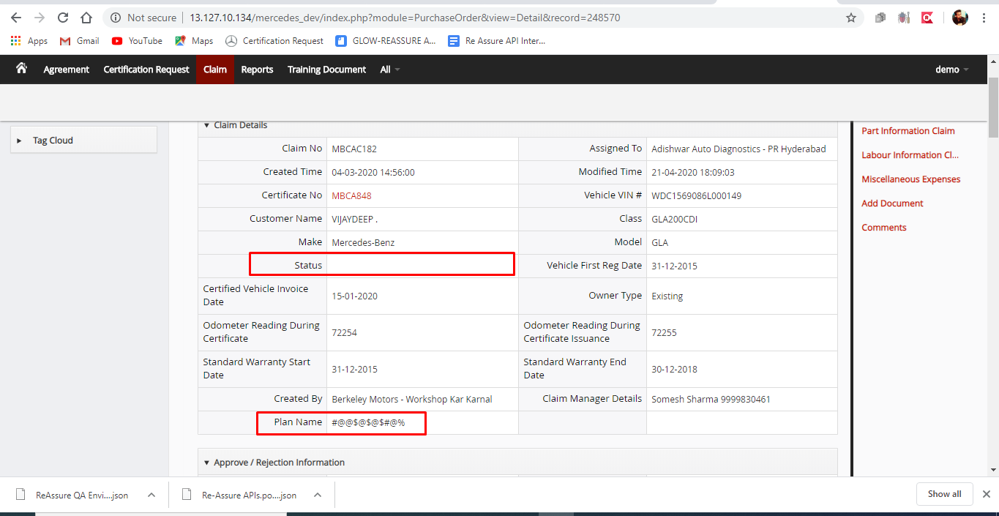 Not secure | 13.127.10.134/mercedes_dev/index.php?module=PurchaseOrder&view=Detail&record=248570
Apps Gmail YouTube Maps Certification Request GLOW-REASSURE A... Re Assure API Inter...
Agreement Certification Request Claim Reports Training Document All demo
Tag Cloud
Claim Details
Claim No MBCAC182 Assigned To Adishwar Auto Diagnostics - PR Hyderabad
Created Time 04-03-2020 14:56:00 Modified Time 21-04-2020 18:09:03
Certificate No MBCA848 Vehicle VIN # WDC1569086L000149
Customer Name VIJAYDEEP . Class GLA200CDI
Make Mercedes-Benz Model GLA
Status Vehicle First Reg Date 31-12-2015
Certified Vehicle Invoice
Date 15-01-2020 Owner Type Existing
Odometer Reading During
Certificate 72254
Odometer Reading During
Certificate Issuance 72255
Standard Warranty Start
Date 31-12-2015
Standard Warranty End
Date 30-12-2018
Created By Berkeley Motors - Workshop Kar Karnal Claim Manager Details Somesh Sharma 9999830461
Plan Name #@@$@$@$#@%
Approve / Rejection Information
Part Information Claim
Labour Information Cl...
Miscellaneous Expenses
Add Document
Comments
ReAssure QA Envi....json Re-Assure APIs.po....json Show all